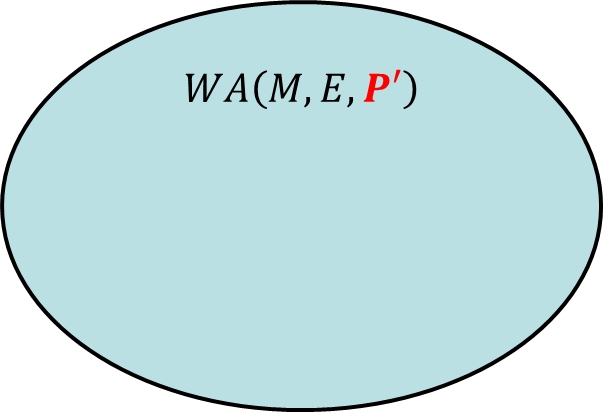 WA(M, E, P′)